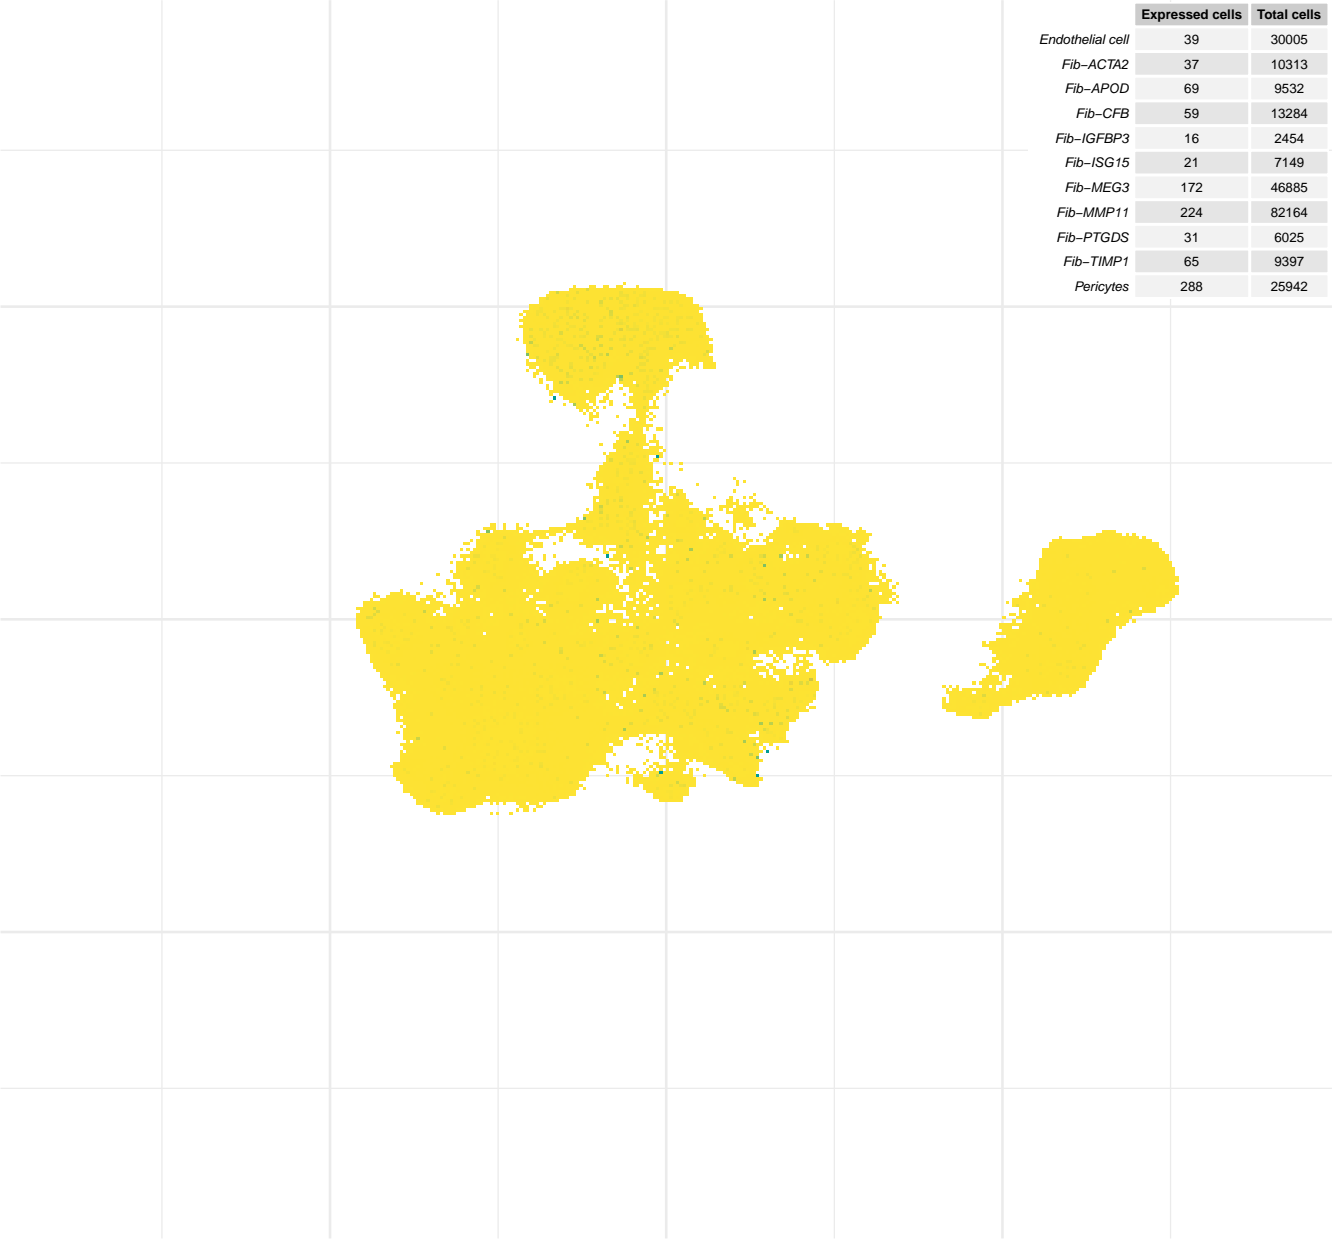 Expressed cells Total cells
Endothelial cell 39 30005
Fib−ACTA2 37 10313
Fib−APOD 69 9532
Fib−CFB 59 13284
Fib−IGFBP3 16 2454
Fib−ISG15 21 7149
Fib−MEG3 172 46885
Fib−MMP11 224 82164
Fib−PTGDS 31 6025
Fib−TIMP1 65 9397
Pericytes 288 25942